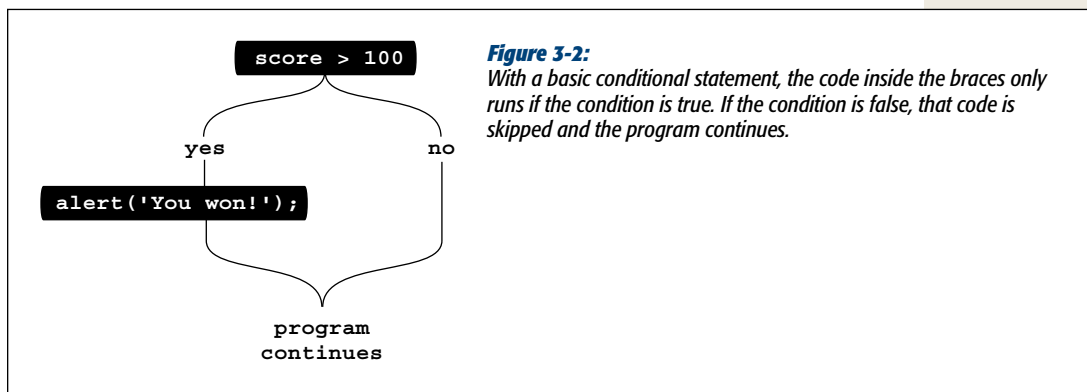 score > 100
yes
no
alert('You won!');
program
continues
Figure 3-2:
With a basic conditional statement, the code inside the braces only
runs if the condition is true. If the condition is false, that code is
skipped and the program continues.